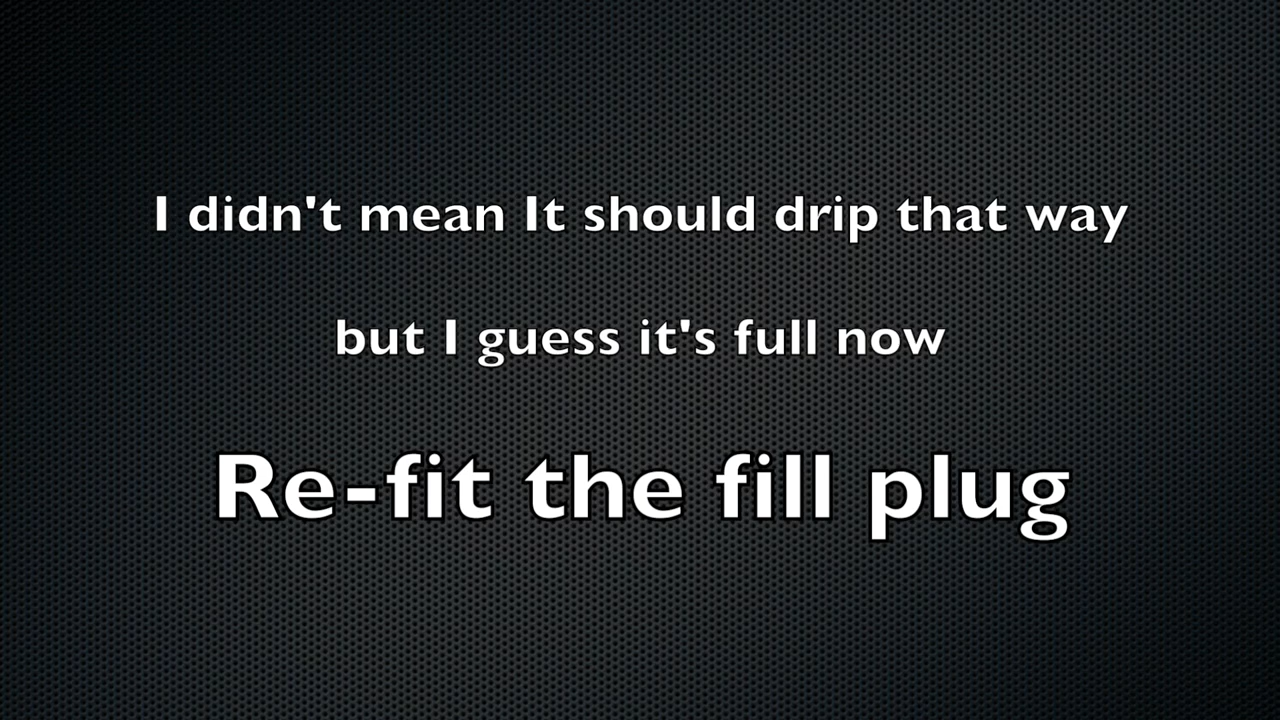 I didn't mean It should drip that way
but I guess it's full now
Re-fit the fill plug